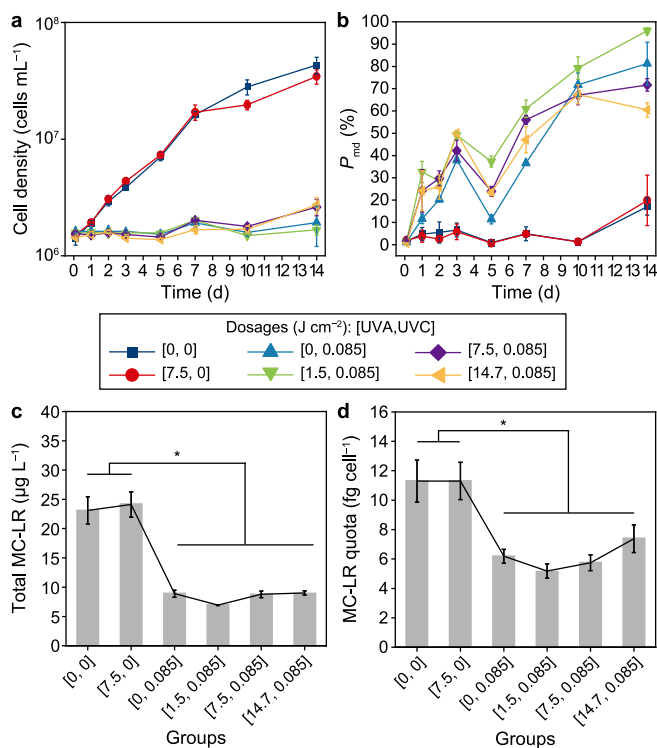 a
b
Cell density (cells mL⁻¹)
10⁸
10⁷
10⁶
0 1 2 3 4 5 6 7 8 9 10 11 12 13 14
Time (d)
P_md (%)
100
90
80
70
60
50
40
30
20
10
0
0 1 2 3 4 5 6 7 8 9 10 11 12 13 14
Time (d)
Dosages (J cm⁻²): [UVA,UVC]
[0, 0] [0, 0.085] [7.5, 0.085]
[7.5, 0] [1.5, 0.085] [14.7, 0.085]
c
d
Total MC-LR (µg L⁻¹)
40
35
30
25
20
15
10
5
0
*
[0, 0] [7.5, 0] [0, 0.085] [1.5, 0.085] [7.5, 0.085] [14.7, 0.085]
Groups
MC-LR quota (fg cell⁻¹)
16
14
12
10
8
6
4
2
0
*
[0, 0] [7.5, 0] [0, 0.085] [1.5, 0.085] [7.5, 0.085] [14.7, 0.085]
Groups